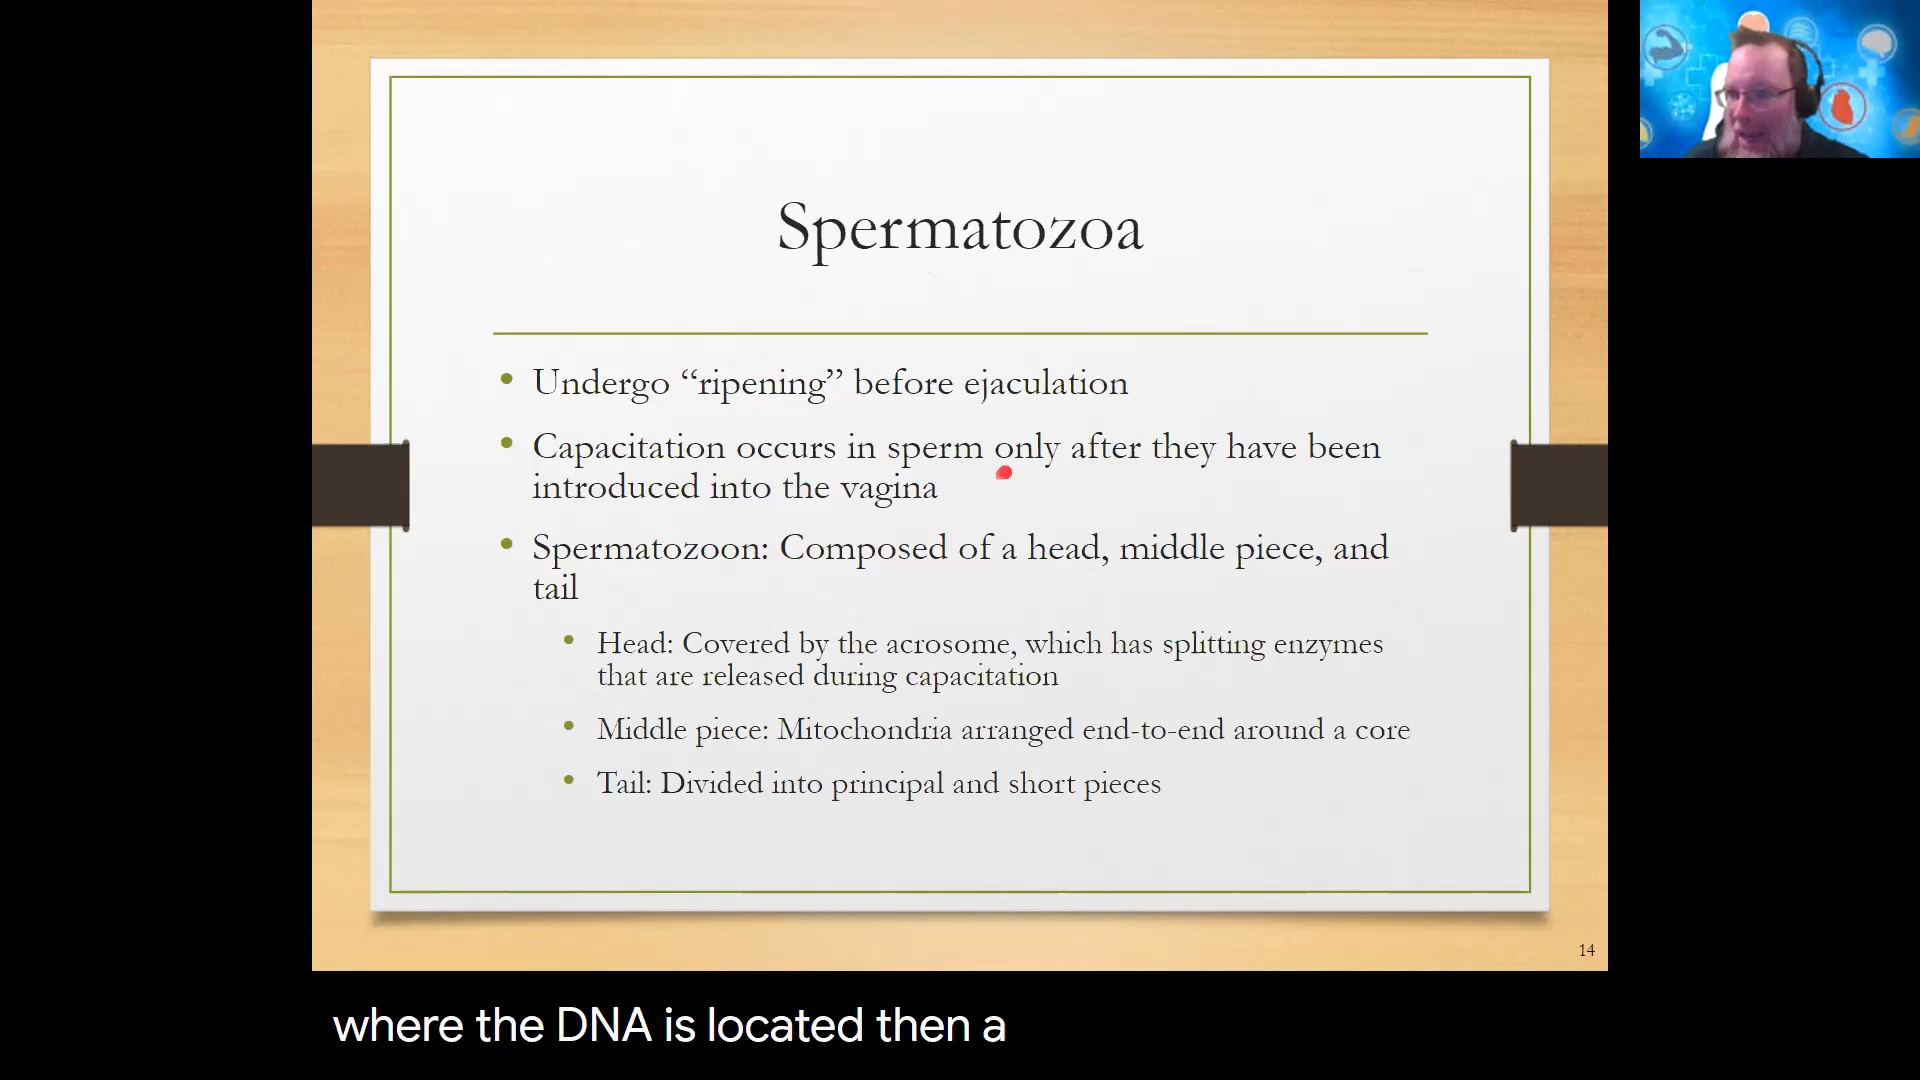 Spermatozoa
• Undergo “ripening” before ejaculation
• Capacitation occurs in sperm only after they have been
introduced into the vagina
• Spermatozoon: Composed of a head, middle piece, and
tail
• Head: Covered by the acrosome, which has splitting enzymes
that are released during capacitation
• Middle piece: Mitochondria arranged end-to-end around a core
• Tail: Divided into principal and short pieces
14
where the DNA is located then a